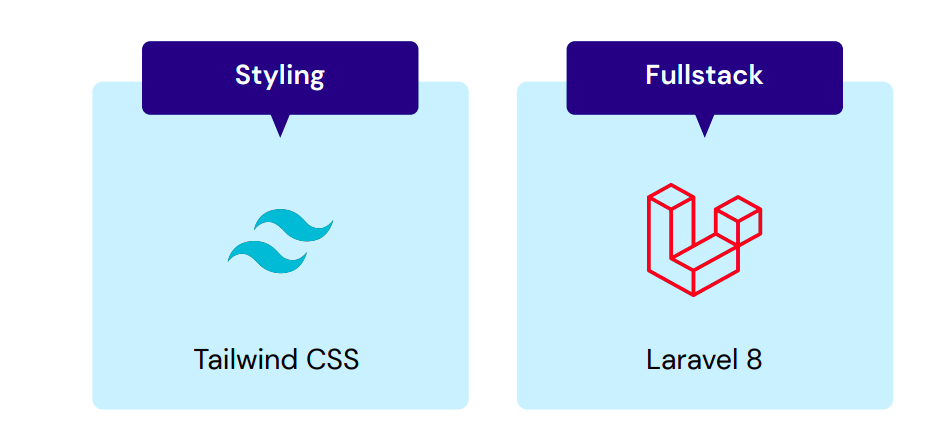 Styling
Fullstack
Tailwind CSS
Laravel 8